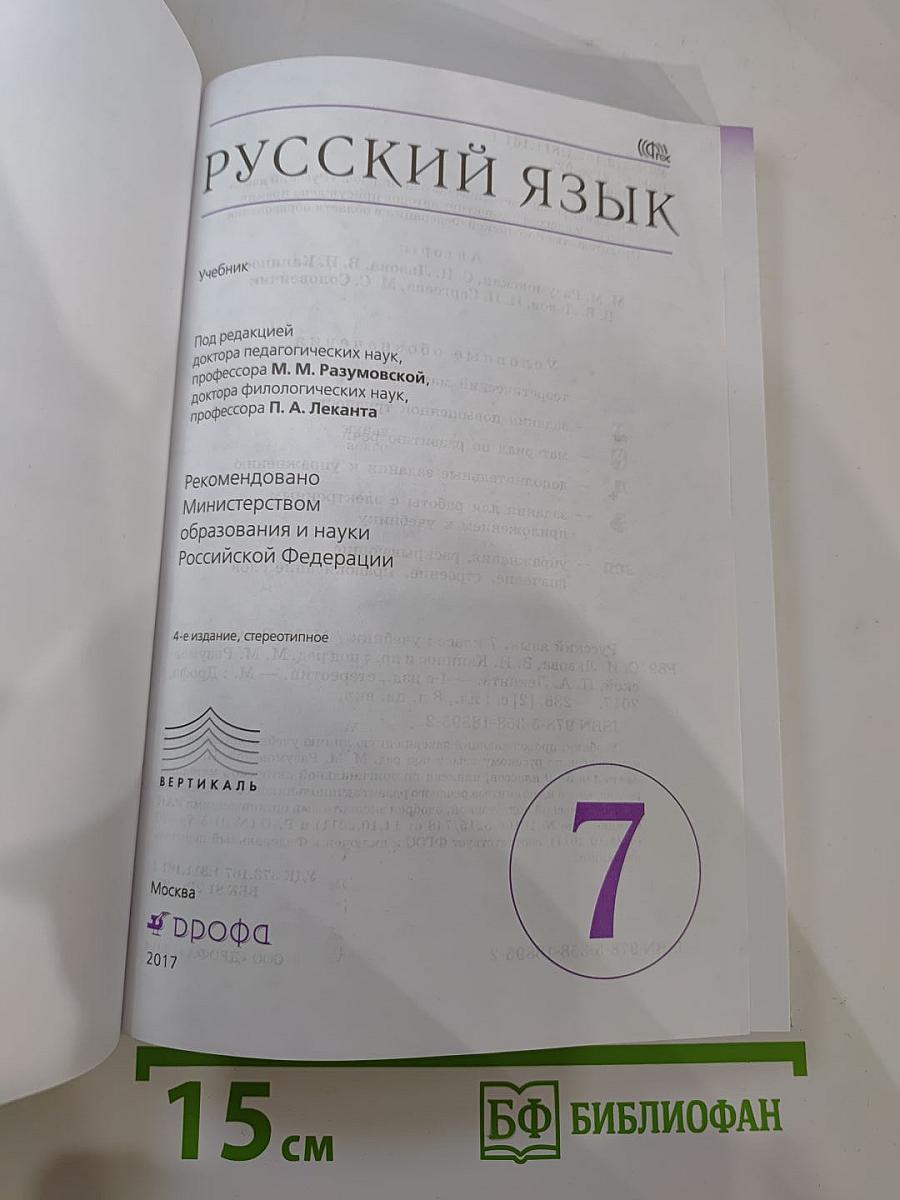 РУССКИЙ ЯЗЫК
учебник
Под редакцией
доктора педагогических наук,
профессора М. М. Разумовской,
доктора филологических наук,
профессора П. А. Леканта
Рекомендовано
Министерством
образования и науки
Российской Федерации
4-е издание, стереотипное
ВЕРТИКАЛЬ
7
Москва
дрофа
2017
15 см
БФ БИБЛИОФАН